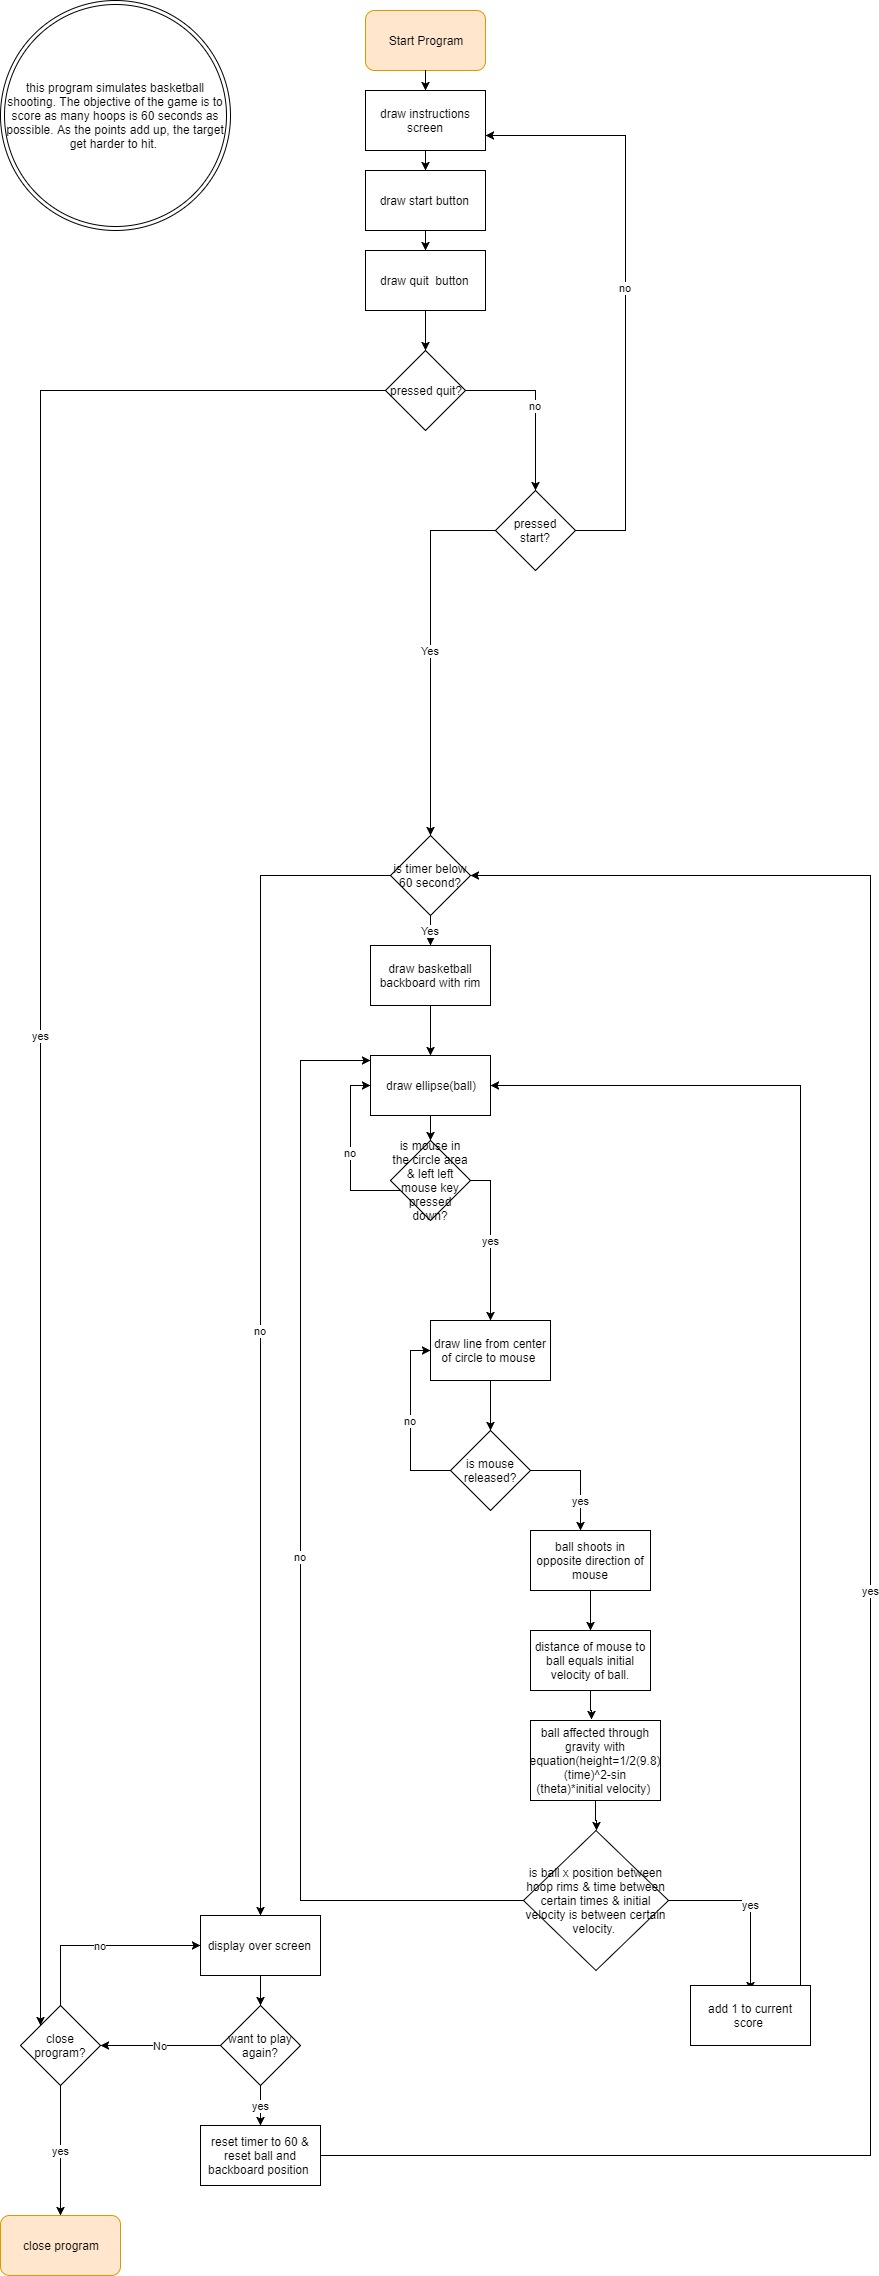 Start Program
this program simulates basketball
shooting. The objective of the game is to
score as many hoops is 60 seconds as
possible. As the points add up, the target
get harder to hit.
draw instructions
screen
draw start button
draw quit  button
no
pressed quit?
no
pressed
start?
Yes
is timer below
60 second?
Yes
draw basketball
backboard with rim
yes
draw ellipse(ball)
is mouse in
the circle area
& left left
mouse key
pressed
down?
no
yes
no
draw line from center
of circle to mouse
no
is mouse
released?
yes
ball shoots in
opposite direction of
mouse
no
yes
distance of mouse to
ball equals initial
velocity of ball.
ball affected through
gravity with
equation(height=1/2(9.8)
(time)^2-sin
(theta)*initial velocity)
is ball x position between
hoop rims & time between
certain times & initial
velocity is between certain
velocity.
yes
display over screen
no
add 1 to current
score
close
program?
No
want to play
again?
yes
yes
reset timer to 60 &
reset ball and
backboard position
close program